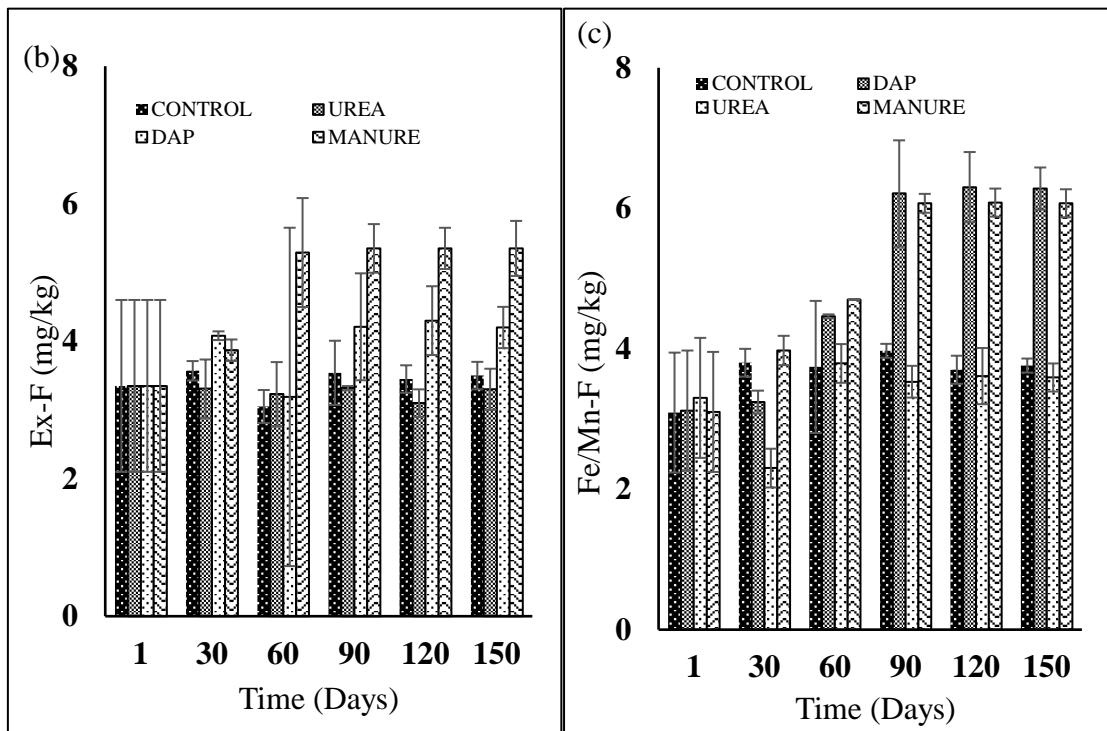 (b)
8
6
4
2
0
Ex-F (mg/kg)
CONTROL UREA
DAP MANURE
1 30 60 90 120 150
Time (Days)
(c)
8
6
4
2
0
Fe/Mn-F (mg/kg)
CONTROL DAP
UREA MANURE
1 30 60 90 120 150
Time (Days)